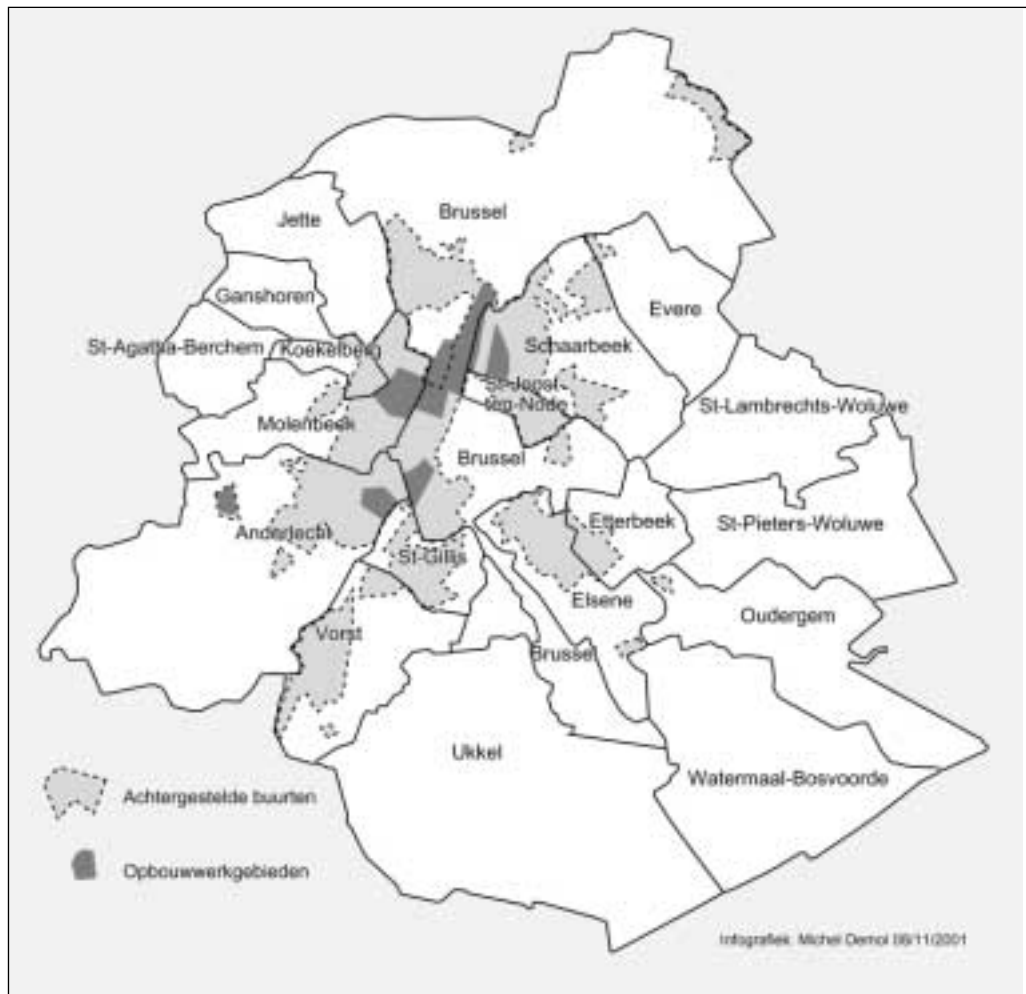 Brussel
Jette
Ganshoren
Evere
St-Agatha-Berchem
Koekelberg
Schaarbeek
St-Joost-
ten-Node
St-Lambrechts-Woluwe
Molenbeek
Brussel
Anderlecht
Etterbeek
St-Pieters-Woluwe
St-Gillis
Elsene
Oudergem
Vorst
Brussel
Ukkel
Watermaal-Bosvoorde
Achtergestelde buurten
Opbouwwerkgebieden
Infografiek: Michel Demol 08/11/2001